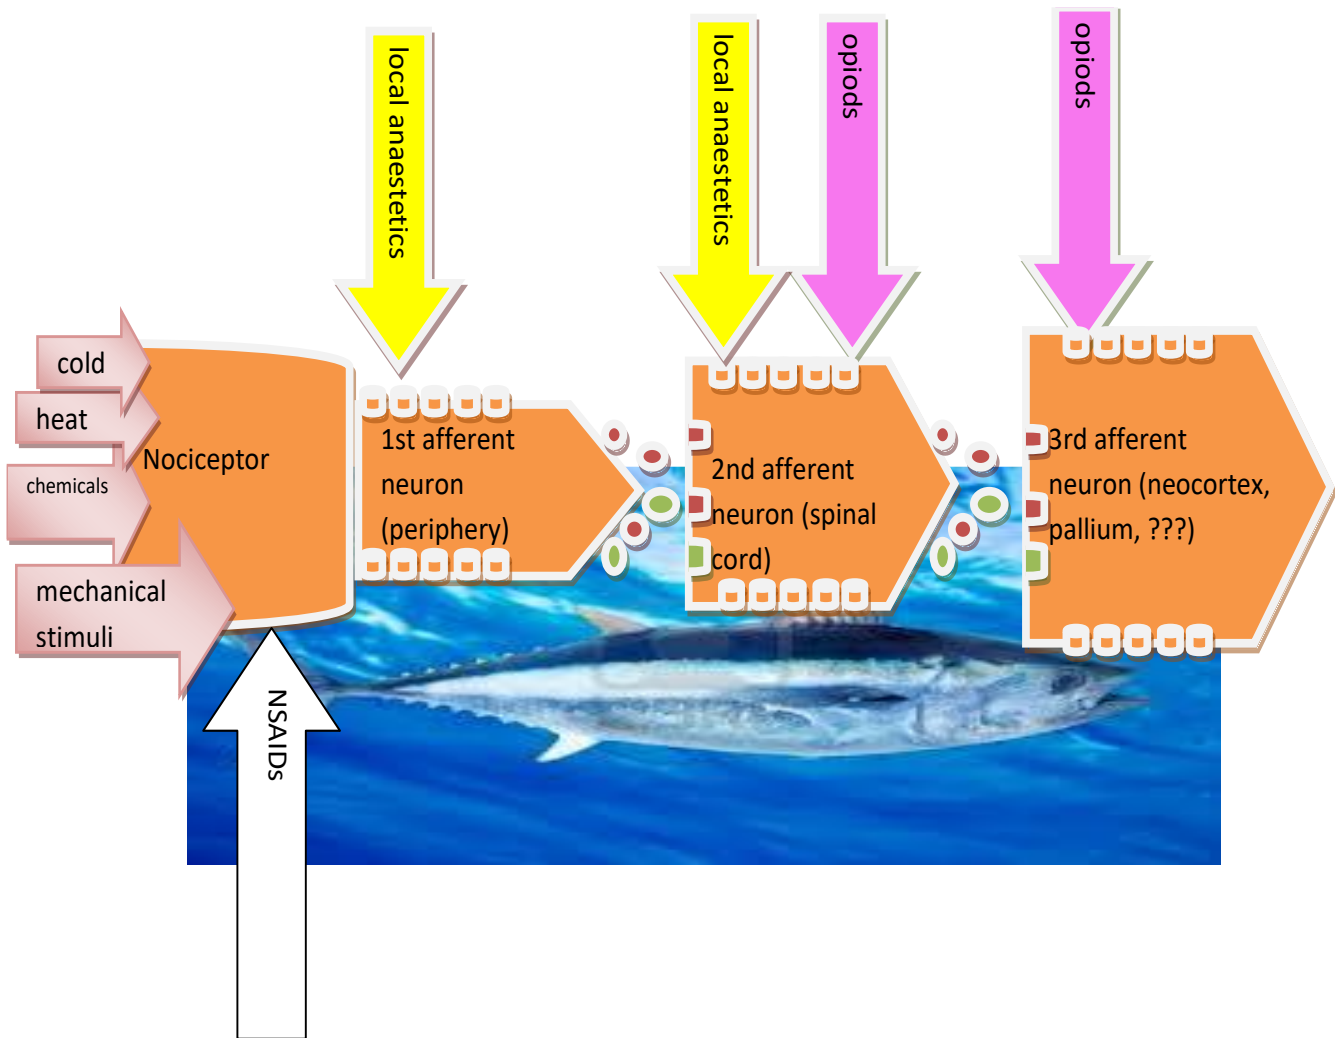 local anaestetics
local anaestetics
opiods
opiods
cold
heat
chemicals
mechanical
stimuli
Nociceptor
1st afferent
neuron
(periphery)
2nd afferent
neuron (spinal
cord)
3rd afferent
neuron (neocortex,
pallium, ???)
NSAIDs